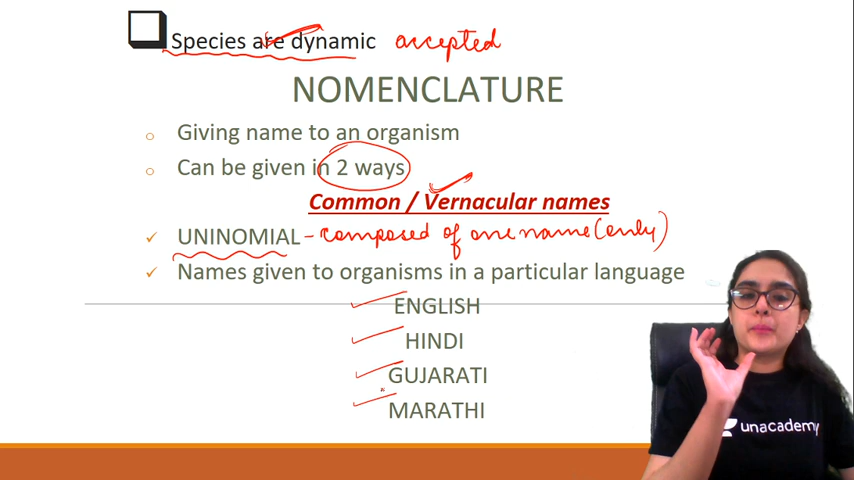 Species are dynamic accepted
NOMENCLATURE
Giving name to an organism
Can be given in 2 ways
Common / Vernacular names
UNINOMIAL - composed of one name (only)
Names given to organisms in a particular language
ENGLISH
HINDI
GUJARATI
MARATHI
unacademy